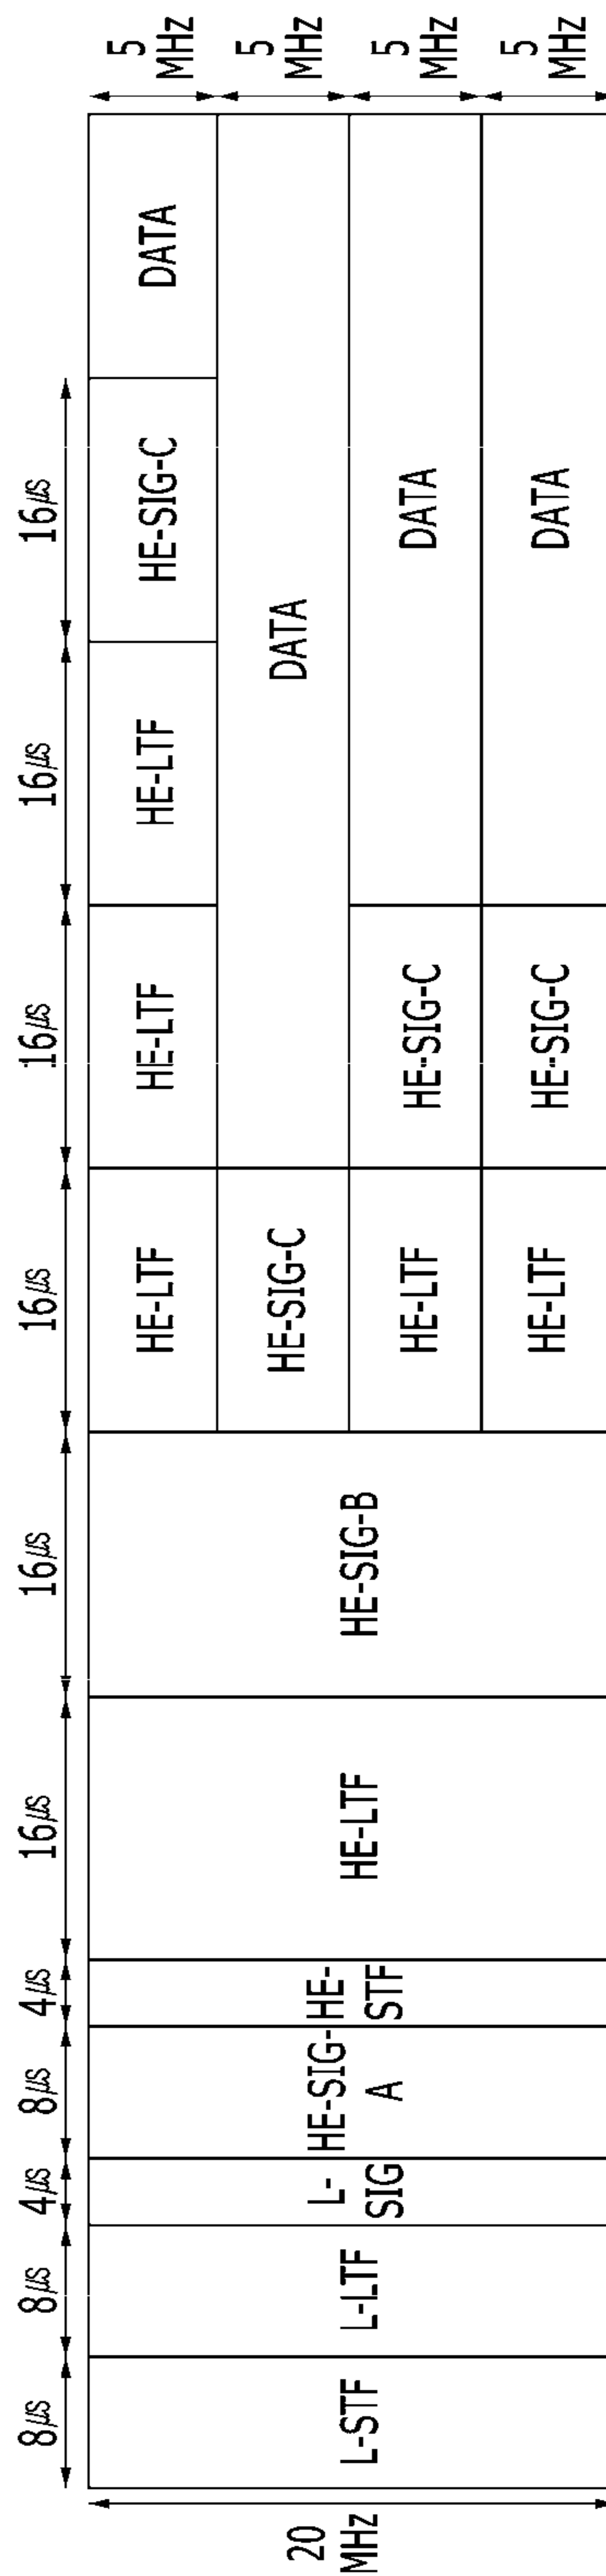 8μs
8μs
4μs
8μs
4μs
16μs
16μs
16μs
16μs
16μs
16μs
20
MHz
L-STF
L-LTF
L-
SIG
HE-SIG-
A
HE-
STF
HE-LTF
HE-SIG-B
HE-LTF
HE-LTF
HE-LTF
HE-SIG-C
DATA
5
MHz
HE-SIG-C
DATA
5
MHz
HE-LTF
HE-SIG-C
DATA
5
MHz
HE-LTF
HE-SIG-C
DATA
5
MHz